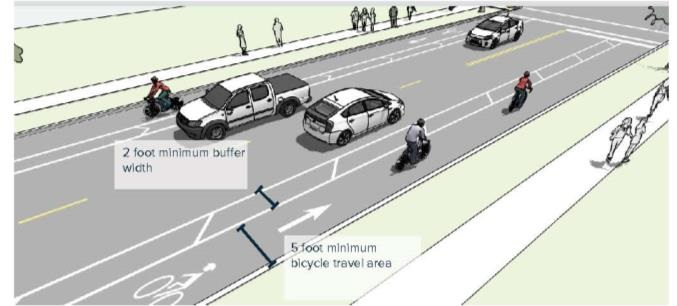 2 foot minimum buffer
width
5 foot minimum
bicycle travel area